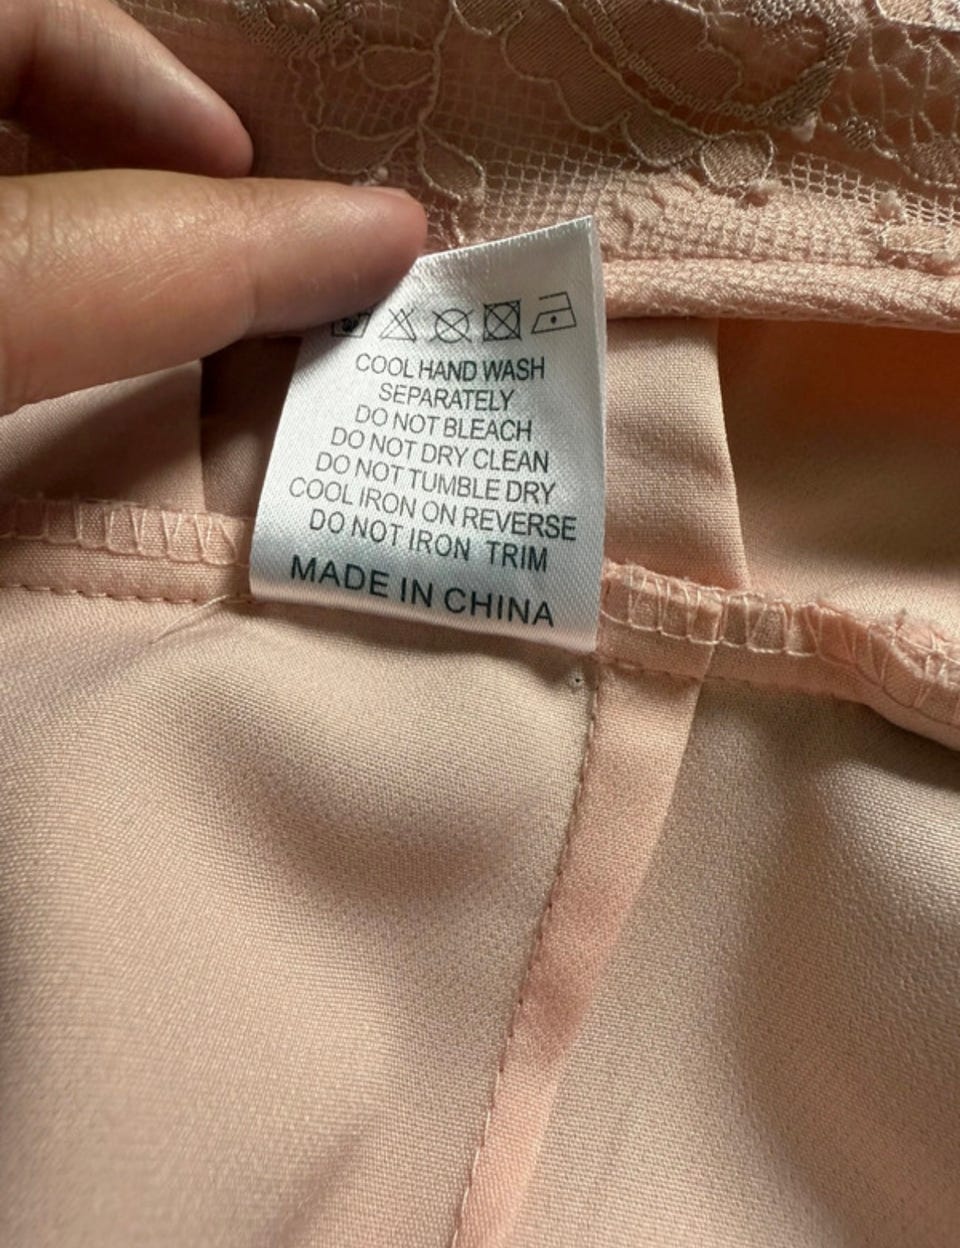 COOL HAND WASH
SEPARATELY
DO NOT BLEACH
DO NOT DRY CLEAN
DO NOT TUMBLE DRY
COOL IRON ON REVERSE
DO NOT IRON TRIM
MADE IN CHINA